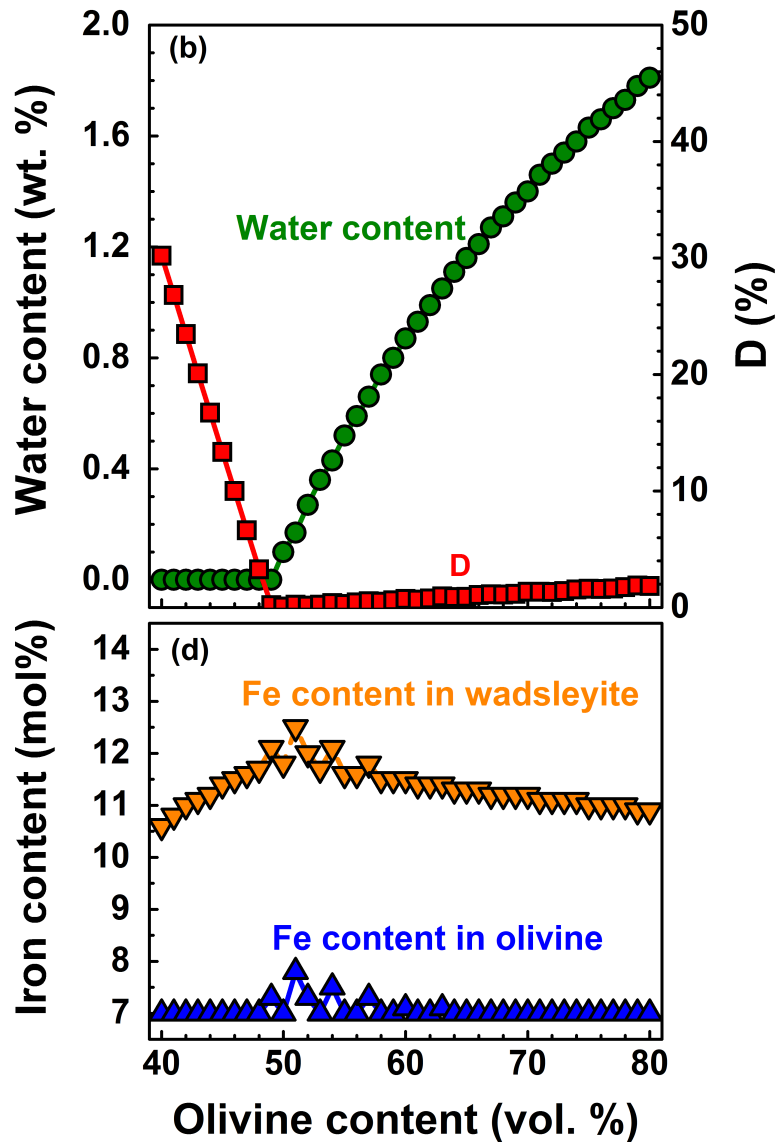 (b)
Water content (wt. %)
2.0
1.6
1.2
0.8
0.4
0.0
Water content
D
50
40
30
20
10
0
D (%)
(d)
Iron content (mol%)
14
13
12
11
10
9
8
7
Fe content in wadsleyite
Fe content in olivine
40
50
60
70
80
Olivine content (vol. %)